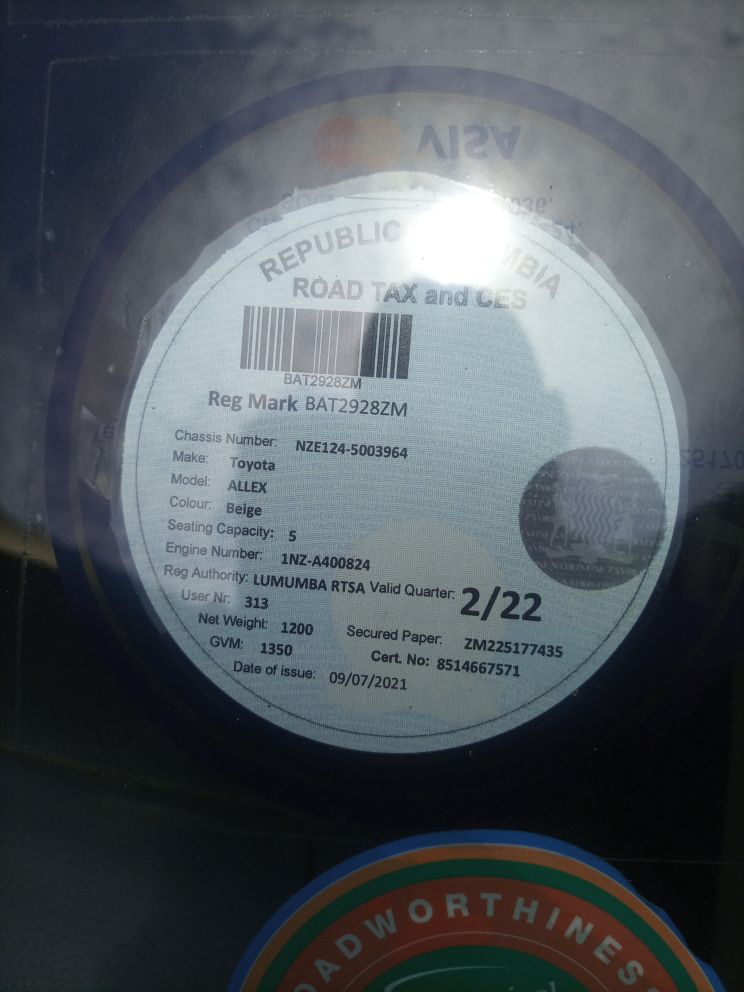 VISA
REPUBLIC
ROAD TAX and CES
BAT2928ZM
Reg Mark BAT2928ZM
Chassis Number: NZE124-5003964
Make: Toyota
Model: ALLEX
Colour: Beige
Seating Capacity: 5
Engine Number: 1NZ-A400824
Reg Authority: LUMUMBA RTSA Valid Quarter: 2/22
User Nr: 313
Net Weight: 1200 Secured Paper: ZM225177435
GVM: 1350 Cert. No: 8514667571
Date of issue: 09/07/2021
OADWORTHINES